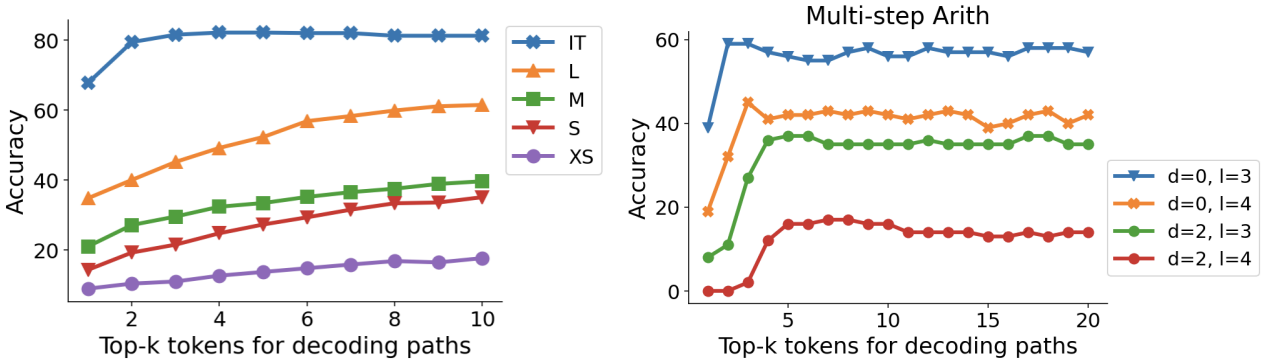 Accuracy
80
60
40
20
2
4
6
8
10
Top-k tokens for decoding paths
IT
L
M
S
XS
Multi-step Arith
Accuracy
60
40
20
0
5
10
15
20
Top-k tokens for decoding paths
d=0, l=3
d=0, l=4
d=2, l=3
d=2, l=4